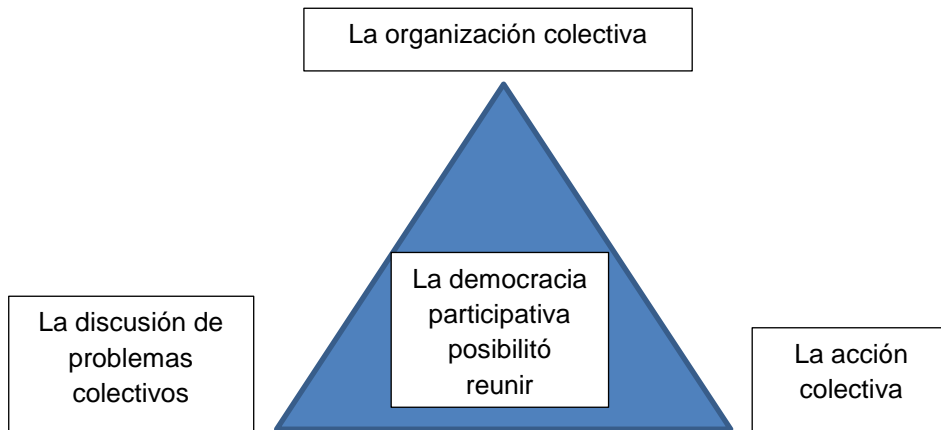 La organización colectiva
La democracia
participativa
posibilitó
reunir
La discusión de
problemas
colectivos
La acción
colectiva